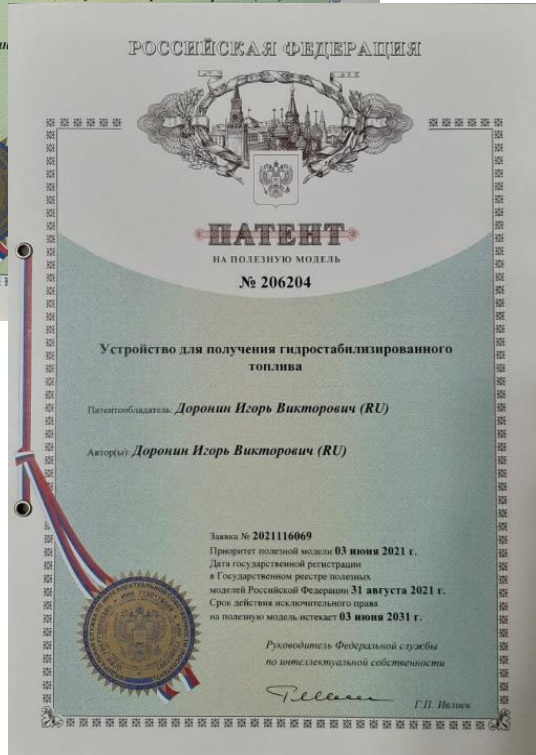 РОССИЙСКАЯ ФЕДЕРАЦИЯ
ПАТЕНТ
НА ПОЛЕЗНУЮ МОДЕЛЬ
№ 206204
Устройство для получения гидростабилизированного
топлива
Патентообладатель: Доронин Игорь Викторович (RU)
Автор(ы): Доронин Игорь Викторович (RU)
Заявка № 2021116069
Приоритет полезной модели 03 июня 2021 г.
Дата государственной регистрации
в Государственном реестре полезных
моделей Российской Федерации 31 августа 2021 г.
Срок действия исключительного права
на полезную модель истекает 03 июня 2031 г.
Руководитель Федеральной службы
по интеллектуальной собственности
Г.П. Ивлиев